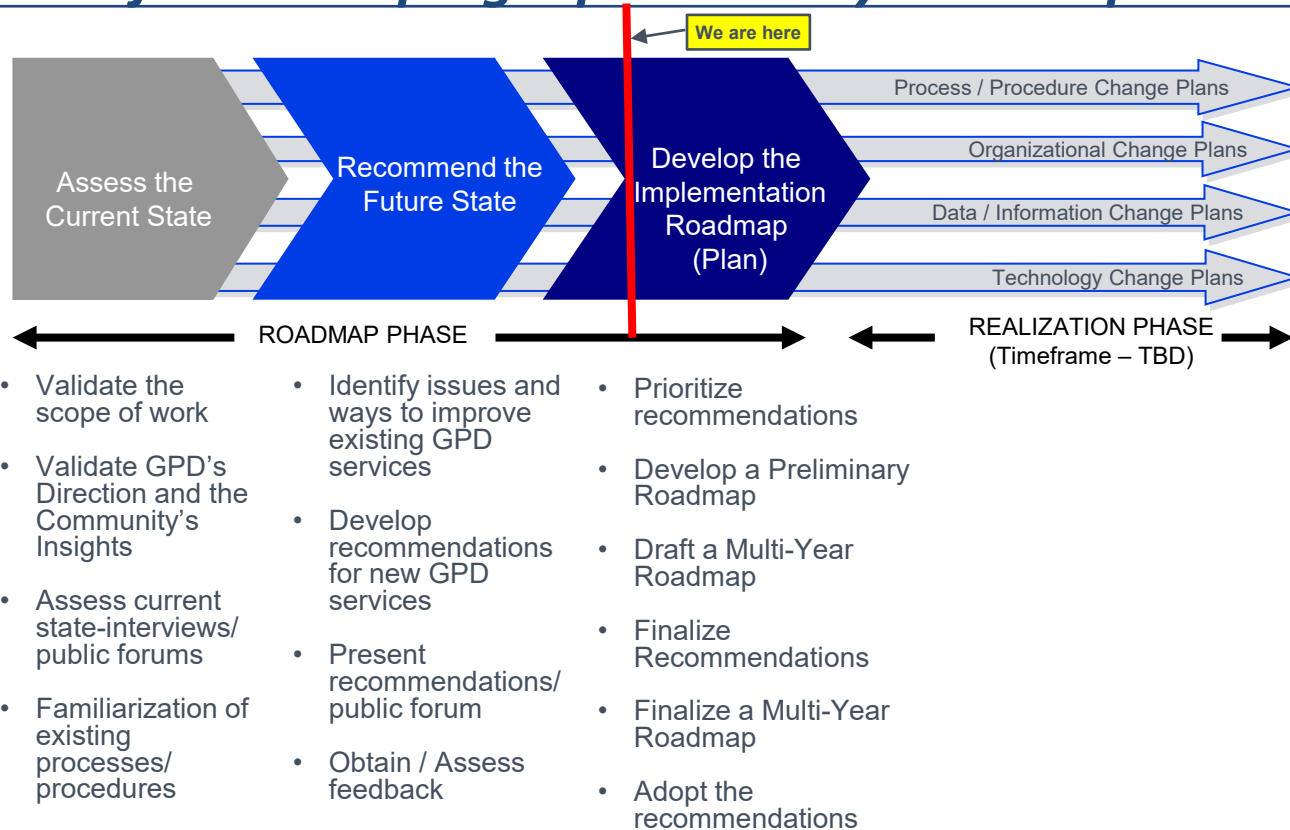 We are here
Assess the
Current State
Recommend the
Future State
Develop the
Implementation
Roadmap
(Plan)
Process / Procedure Change Plans
Organizational Change Plans
Data / Information Change Plans
Technology Change Plans
ROADMAP PHASE
REALIZATION PHASE
(Timeframe – TBD)
• Validate the
scope of work
• Validate GPD’s
Direction and the
Community’s
Insights
• Assess current
state-interviews/
public forums
• Familiarization of
existing
processes/
procedures
• Identify issues and
ways to improve
existing GPD
services
• Develop
recommendations
for new GPD
services
• Present
recommendations/
public forum
• Obtain / Assess
feedback
• Prioritize
recommendations
• Develop a Preliminary
Roadmap
• Draft a Multi-Year
Roadmap
• Finalize
Recommendations
• Finalize a Multi-Year
Roadmap
• Adopt the
recommendations